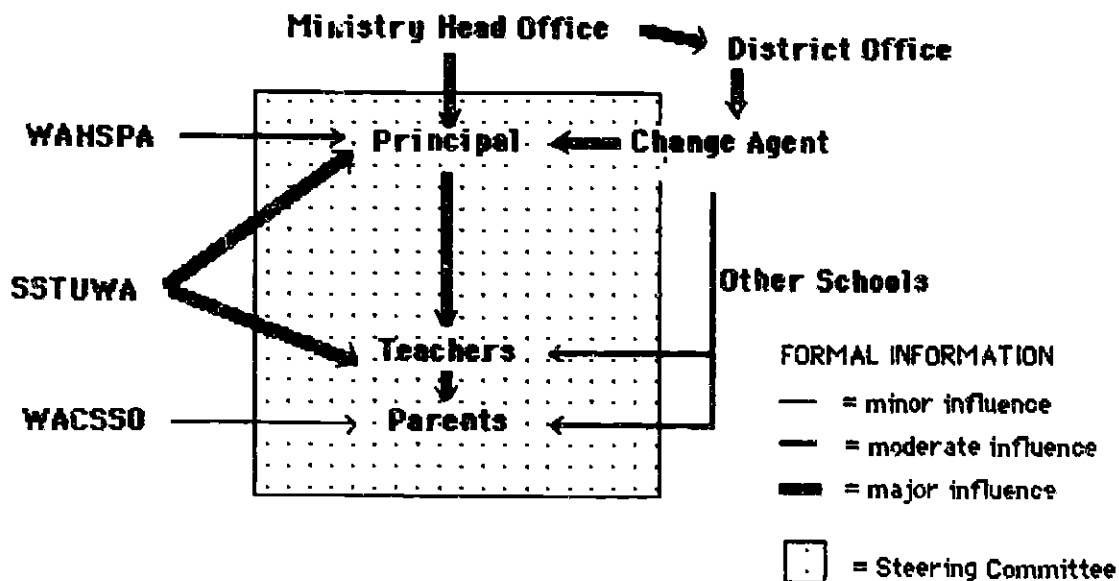 Ministry Head Office
District Office
WAHSPA
Principal
Change Agent
SSTUWA
Other Schools
Teachers
WACSSO
Parents
FORMAL INFORMATION
= minor influence
= moderate influence
= major influence
= Steering Committee